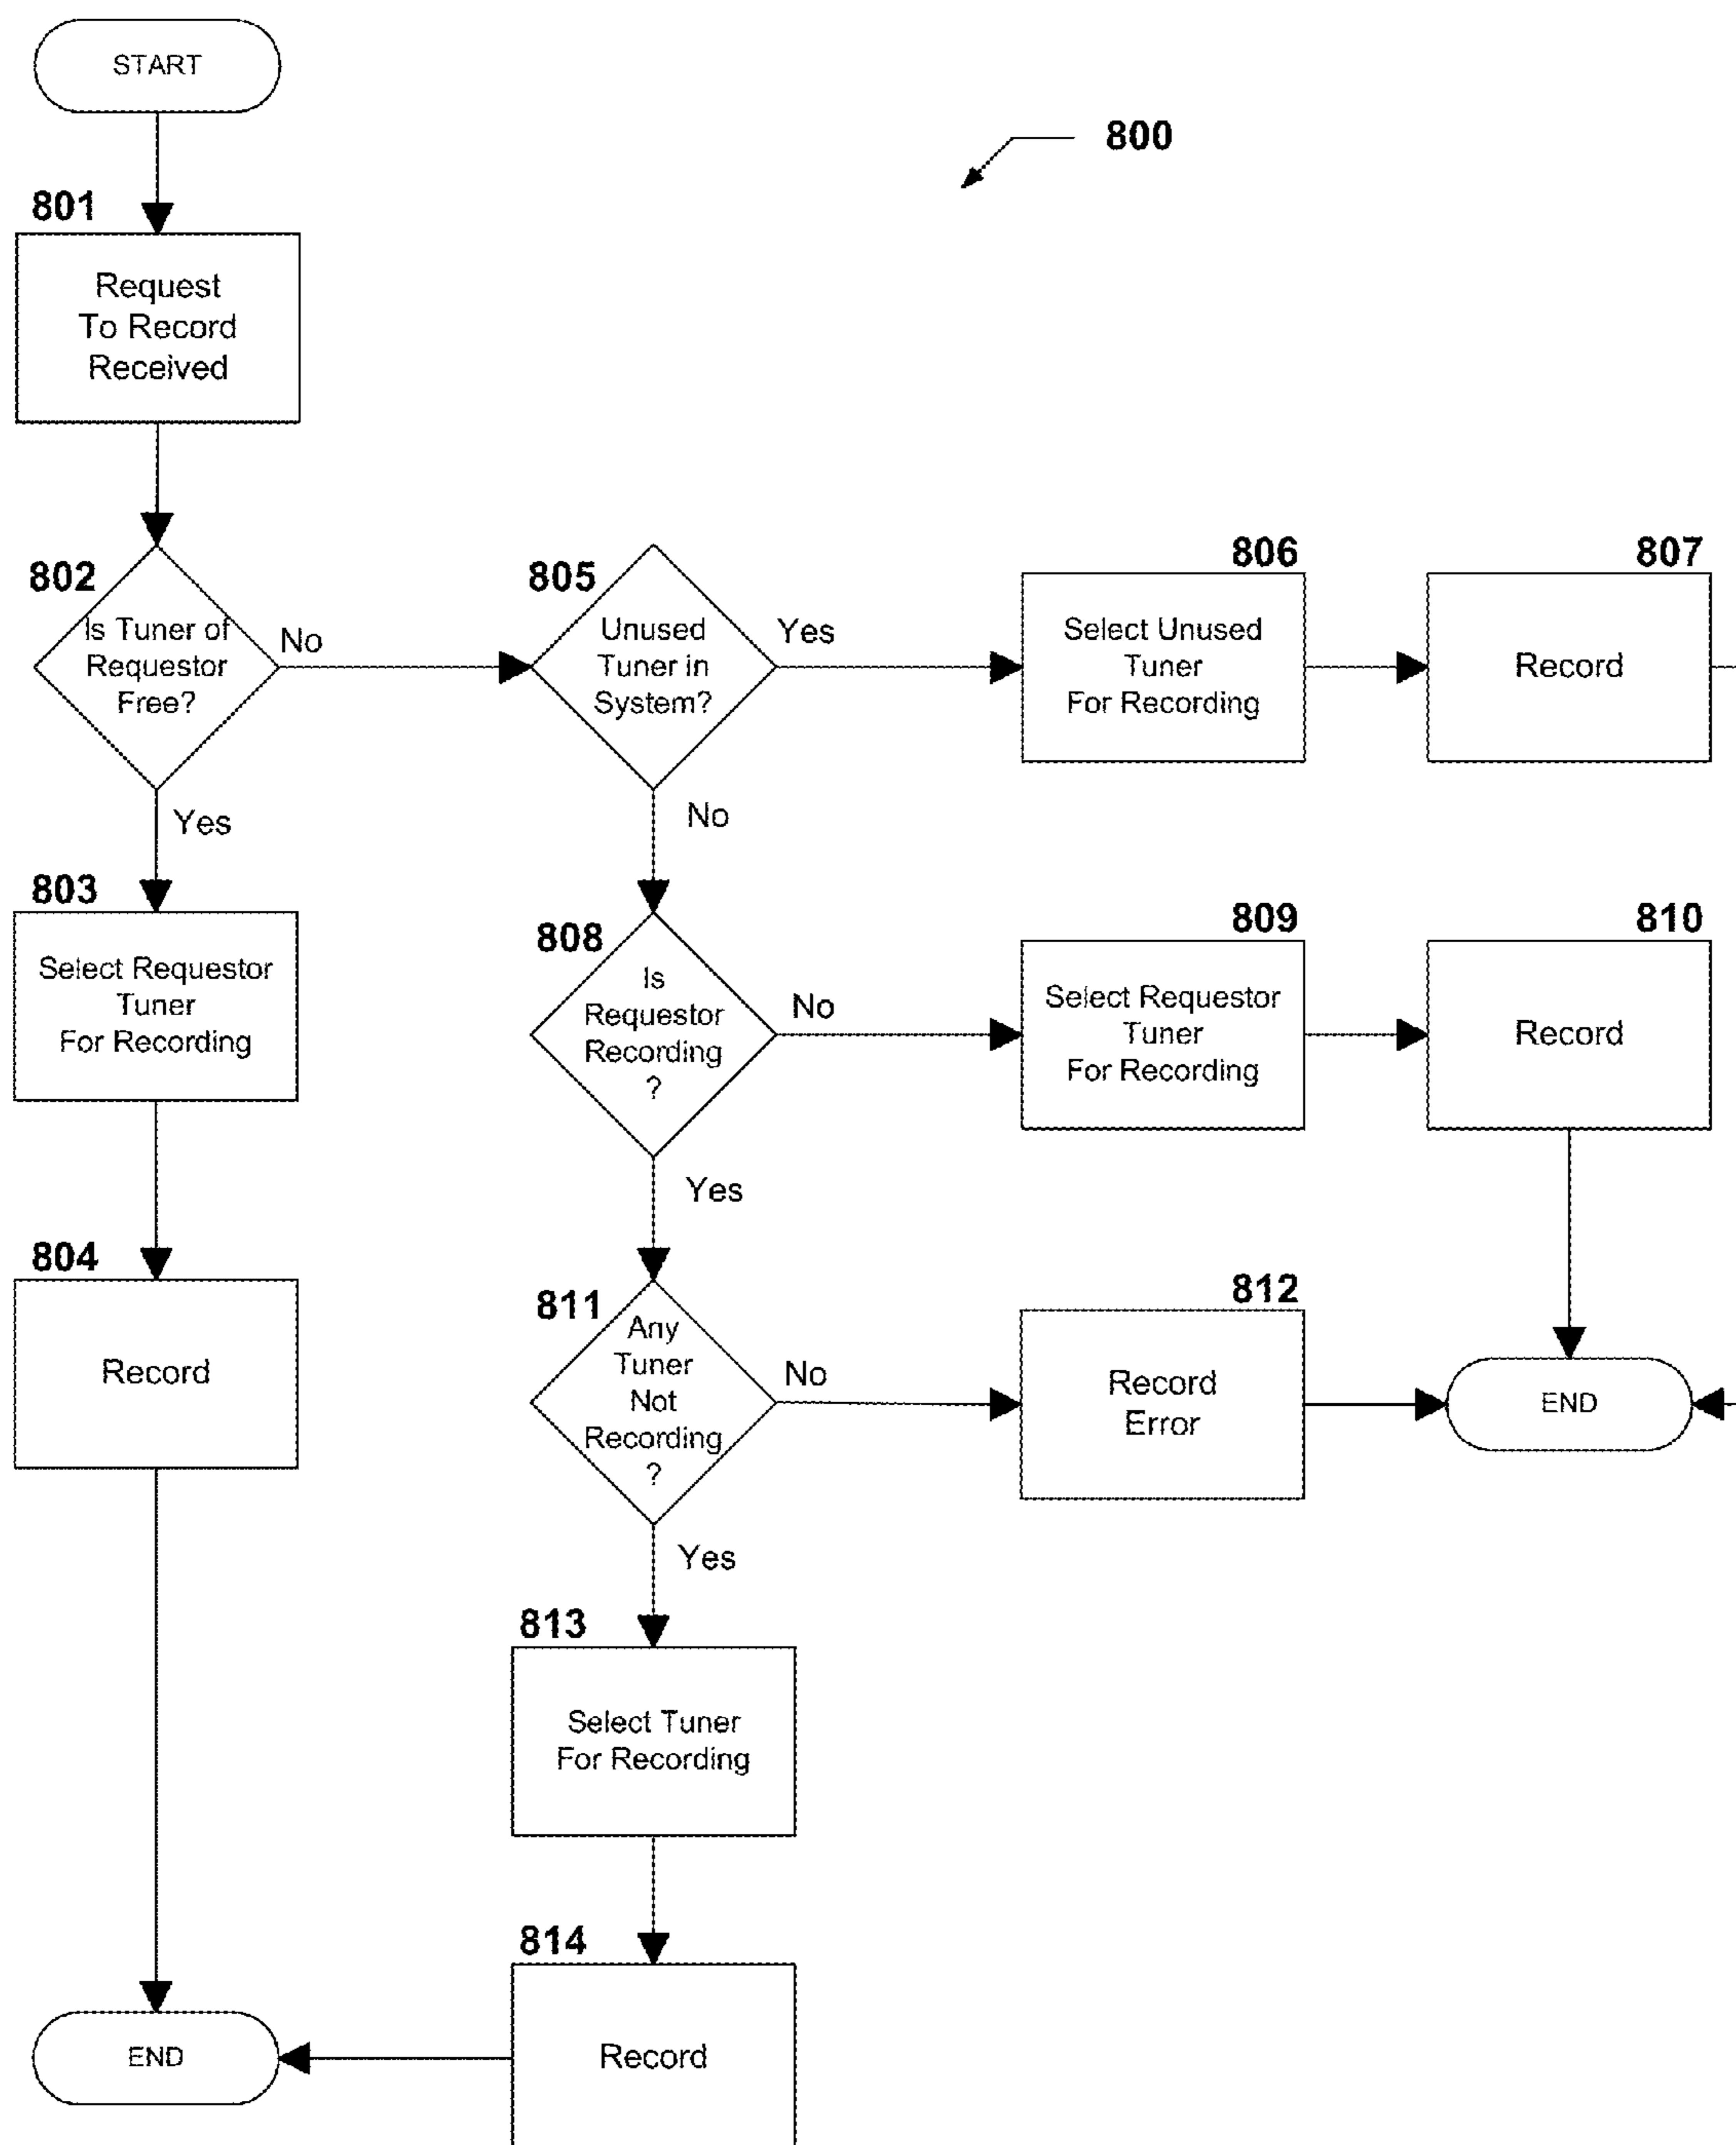 START
800
801
Request
To Record
Received
802
Is Tuner of
Requestor
Free?
No
805
Unused
Tuner in
System?
Yes
806
Select Unused
Tuner
For Recording
807
Record
Yes
No
803
Select Requestor
Tuner
For Recording
808
Is
Requestor
Recording
?
No
809
Select Requestor
Tuner
For Recording
810
Record
Yes
804
Record
811
Any
Tuner
Not
Recording
?
No
812
Record
Error
END
Yes
813
Select Tuner
For Recording
814
Record
END